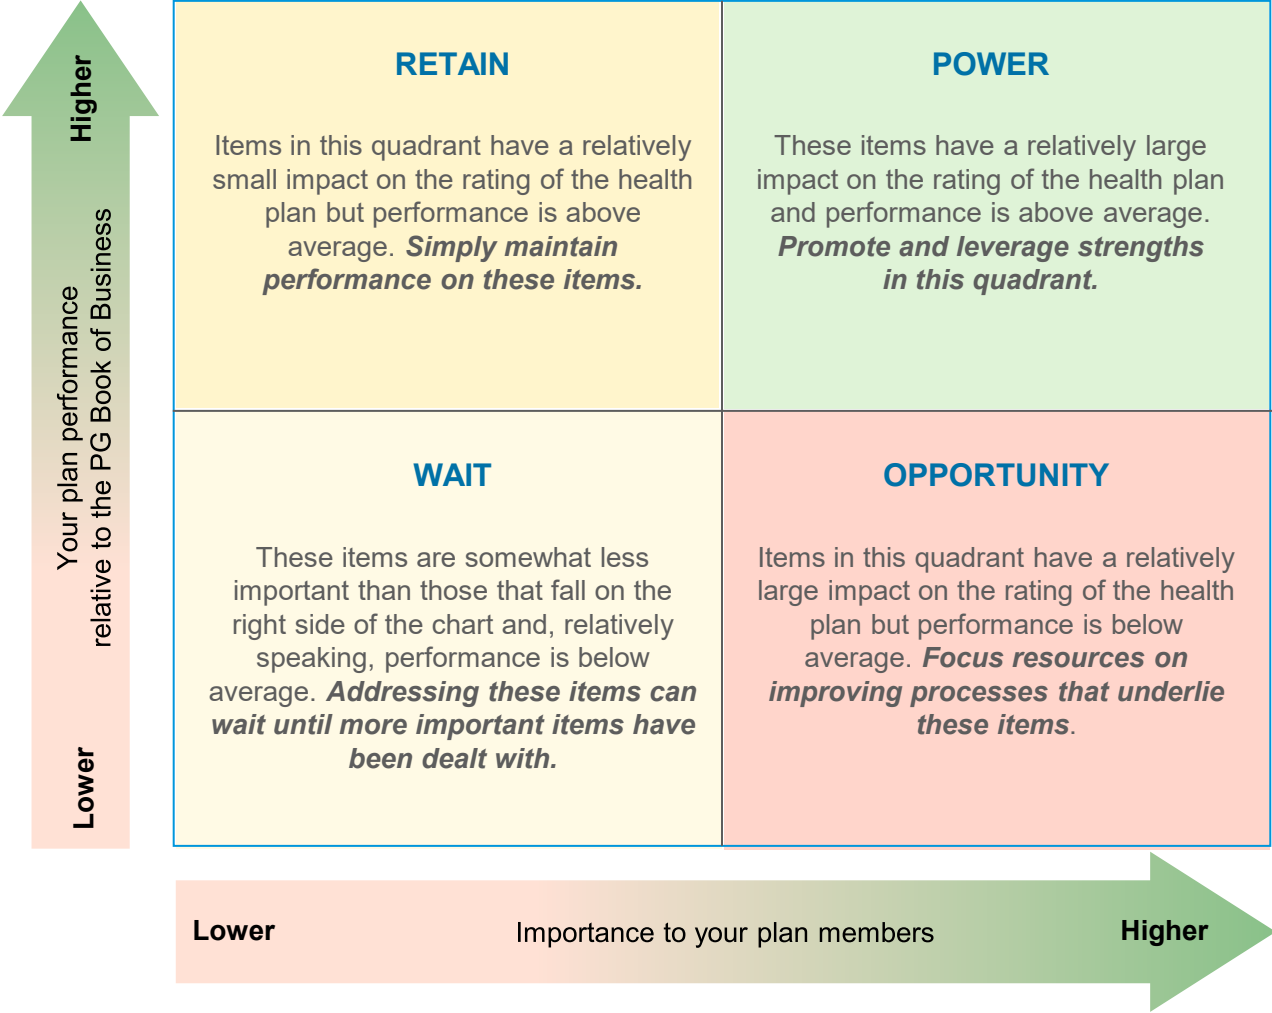 Higher
Your plan performance
relative to the PG Book of Business
Lower
RETAIN
Items in this quadrant have a relatively
small impact on the rating of the health
plan but performance is above
average. Simply maintain
performance on these items.
POWER
These items have a relatively large
impact on the rating of the health plan
and performance is above average.
Promote and leverage strengths
in this quadrant.
WAIT
These items are somewhat less
important than those that fall on the
right side of the chart and, relatively
speaking, performance is below
average. Addressing these items can
wait until more important items have
been dealt with.
OPPORTUNITY
Items in this quadrant have a relatively
large impact on the rating of the health
plan but performance is below
average. Focus resources on
improving processes that underlie
these items.
Lower
Importance to your plan members
Higher